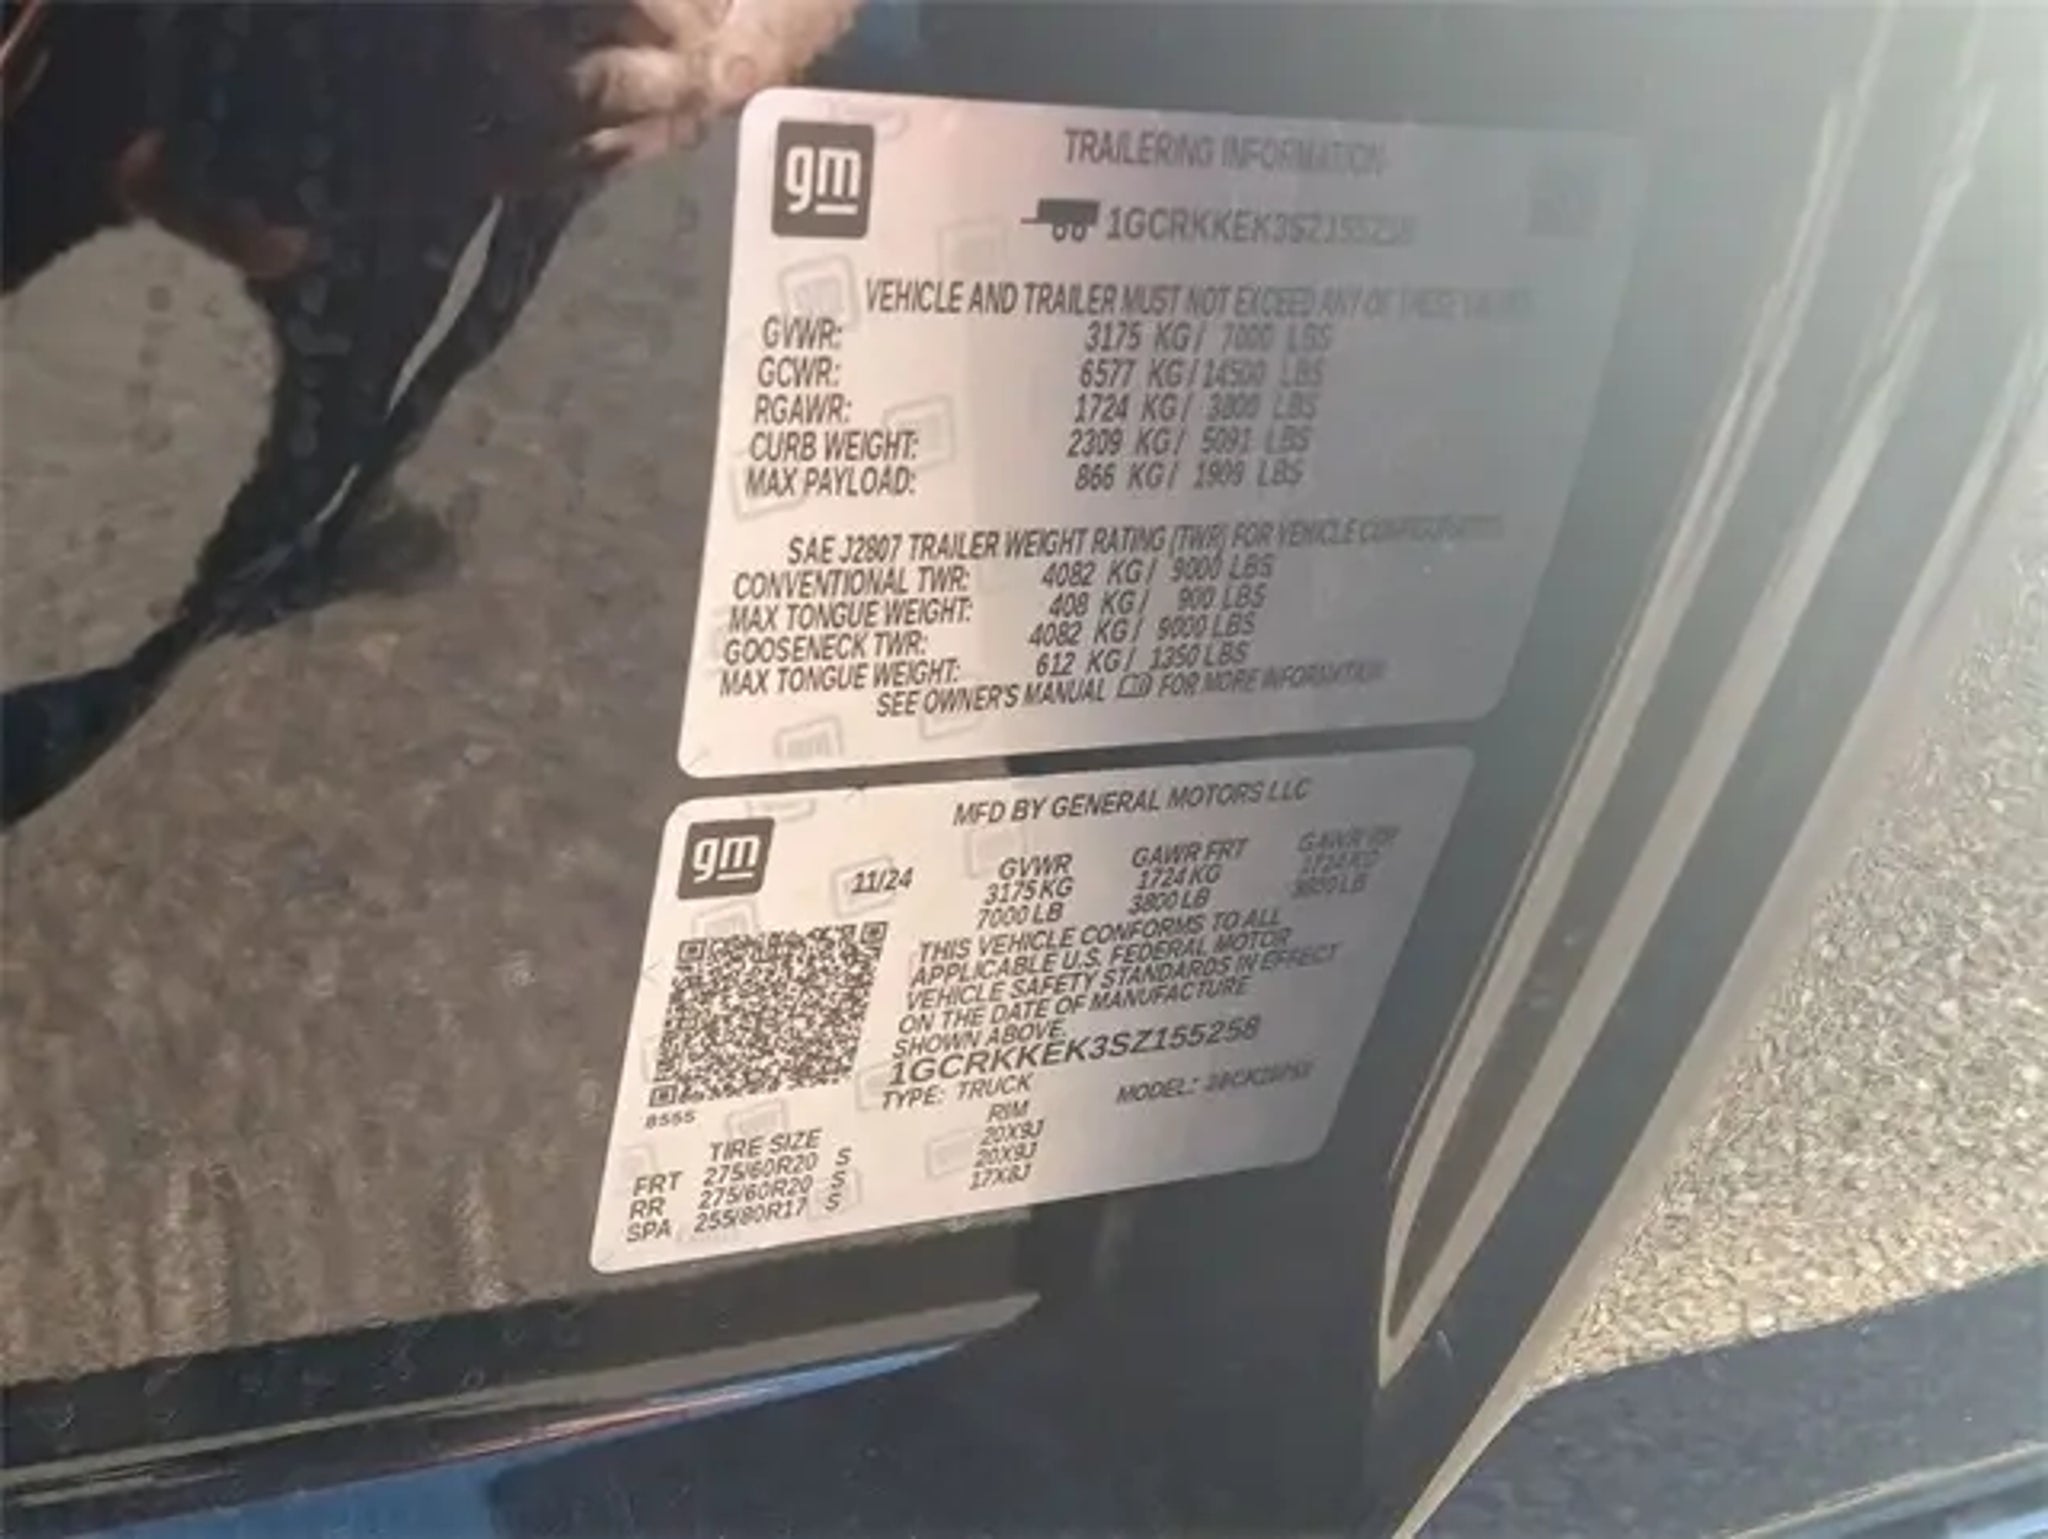 gm
TRAILERING INFORMATION
1GCRKKEK3SZ155258
VEHICLE AND TRAILER MUST NOT EXCEED ANY OF THESE VALUES
GVWR: 3175 KG / 7000 LBS
GCWR: 6577 KG / 14500 LBS
RGAWR: 1724 KG / 3800 LBS
CURB WEIGHT: 2309 KG / 5091 LBS
MAX PAYLOAD: 866 KG / 1909 LBS
SAE J2807 TRAILER WEIGHT RATING (TWR) FOR VEHICLE CONFIGURATION
CONVENTIONAL TWR: 4082 KG / 9000 LBS
MAX TONGUE WEIGHT: 408 KG / 900 LBS
GOOSENECK TWR: 4082 KG / 9000 LBS
MAX TONGUE WEIGHT: 612 KG / 1350 LBS
SEE OWNER'S MANUAL FOR MORE INFORMATION
gm
MFD BY GENERAL MOTORS LLC
11/24 GVWR GAWR FRT GAWR RR
3175 KG 1724 KG 1724 KG
7000 LB 3800 LB 3800 LB
THIS VEHICLE CONFORMS TO ALL
APPLICABLE U.S. FEDERAL MOTOR
VEHICLE SAFETY STANDARDS IN EFFECT
ON THE DATE OF MANUFACTURE
SHOWN ABOVE.
1GCRKKEK3SZ155258
TYPE: TRUCK MODEL:
8555
TIRE SIZE RIM
FRT 275/60R20 S 20X9J
RR 275/60R20 S 20X9J
SPA 255/80R17 S 17X8J